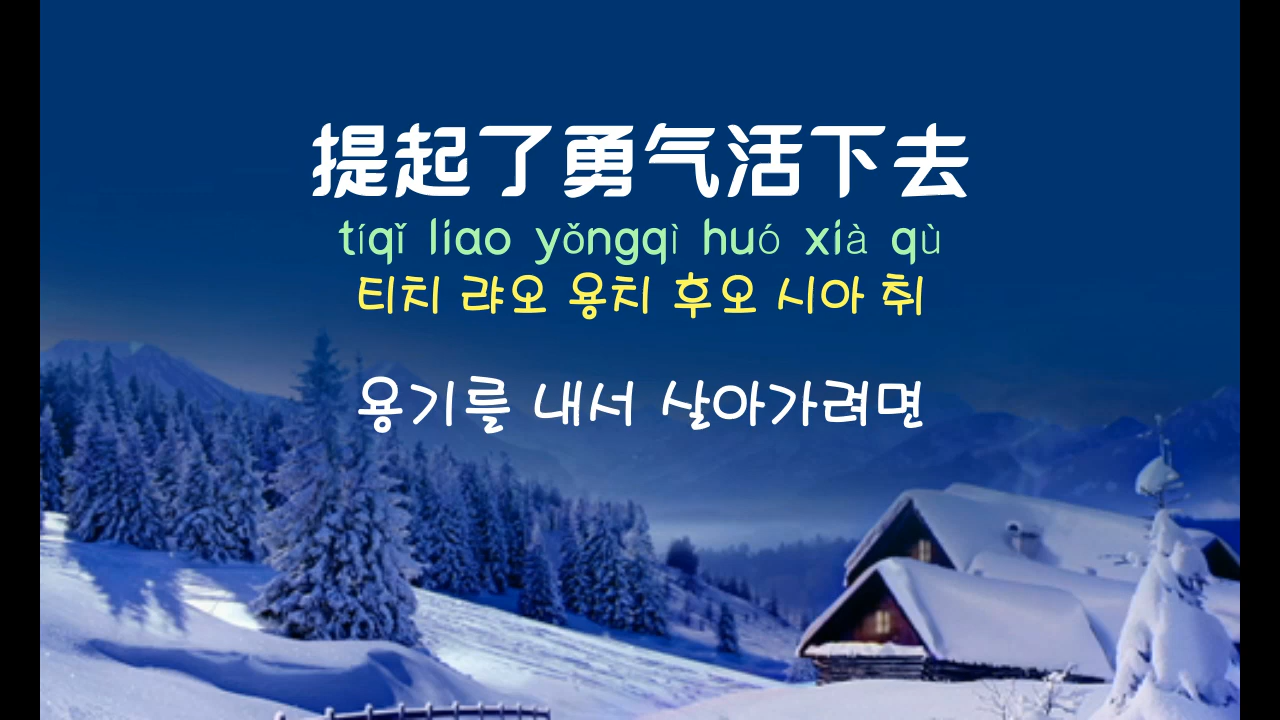 提起了勇气活下去
tíqǐ liao yǒngqì huó xià qù
티치 랴오 용치 후오 시아 취
용기를 내서 살아가려면